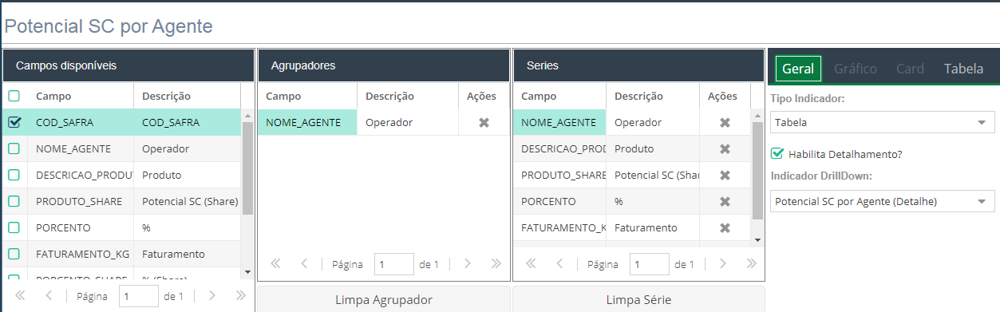 Potencial SC por Agente
Campos disponíveis
Campo Descrição
COD_SAFRA COD_SAFRA
NOME_AGENTE Operador
DESCRICAO_PRODU Produto
PRODUTO_SHARE Potencial SC (Share)
PORCENTO %
FATURAMENTO_KG Faturamento
PORCENTO_SHARE % (Share)
Página 1 de 1
Agrupadores
Campo Descrição Ações
NOME_AGENTE Operador
Página 1 de 1
Limpa Agrupador
Series
Campo Descrição Ações
NOME_AGENTE Operador
DESCRICAO_PROD Produto
PRODUTO_SHARE Potencial SC (Shar
PORCENTO %
FATURAMENTO_K Faturamento
Página 1 de 1
Limpa Série
Geral Gráfico Card Tabela
Tipo Indicador:
Tabela
Habilita Detalhamento?
Indicador DrillDown:
Potencial SC por Agente (Detalhe)